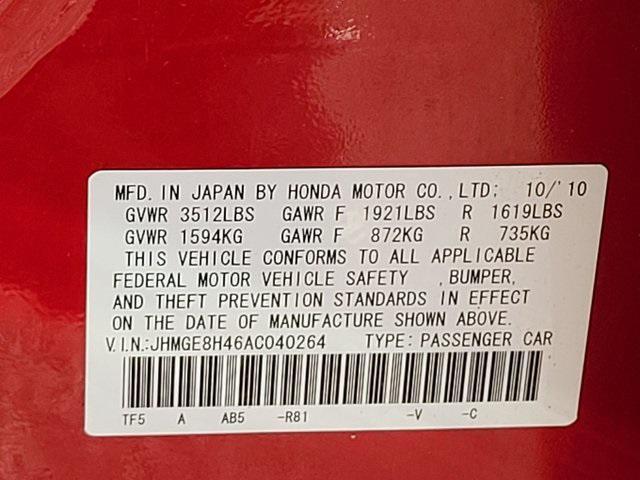 MFD. IN JAPAN BY HONDA MOTOR CO.,LTD: 10/'10
GVWR 3512LBS GAWR F 1921LBS R 1619LBS
GVWR 1594KG GAWR F 872KG R 735KG
THIS VEHICLE CONFORMS TO ALL APPLICABLE
FEDERAL MOTOR VEHICLE SAFETY ,BUMPER,
AND THEFT PREVENTION STANDARDS IN EFFECT
ON THE DATE OF MANUFACTURE SHOWN ABOVE.
V.I.N.:JHMGE8H46AC040264 TYPE: PASSENGER CAR
TF5 A AB5 -R81 -V -C